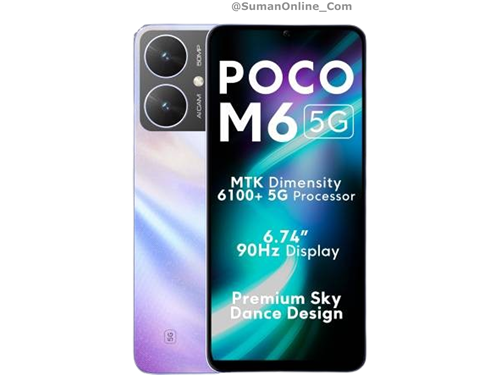 @SumanOnline_Com
50MP
AI CAM
POCO
M6 5G
MTK Dimensity
6100+ 5G Processor
6.74”
90Hz Display
Premium Sky
Dance Design
5G